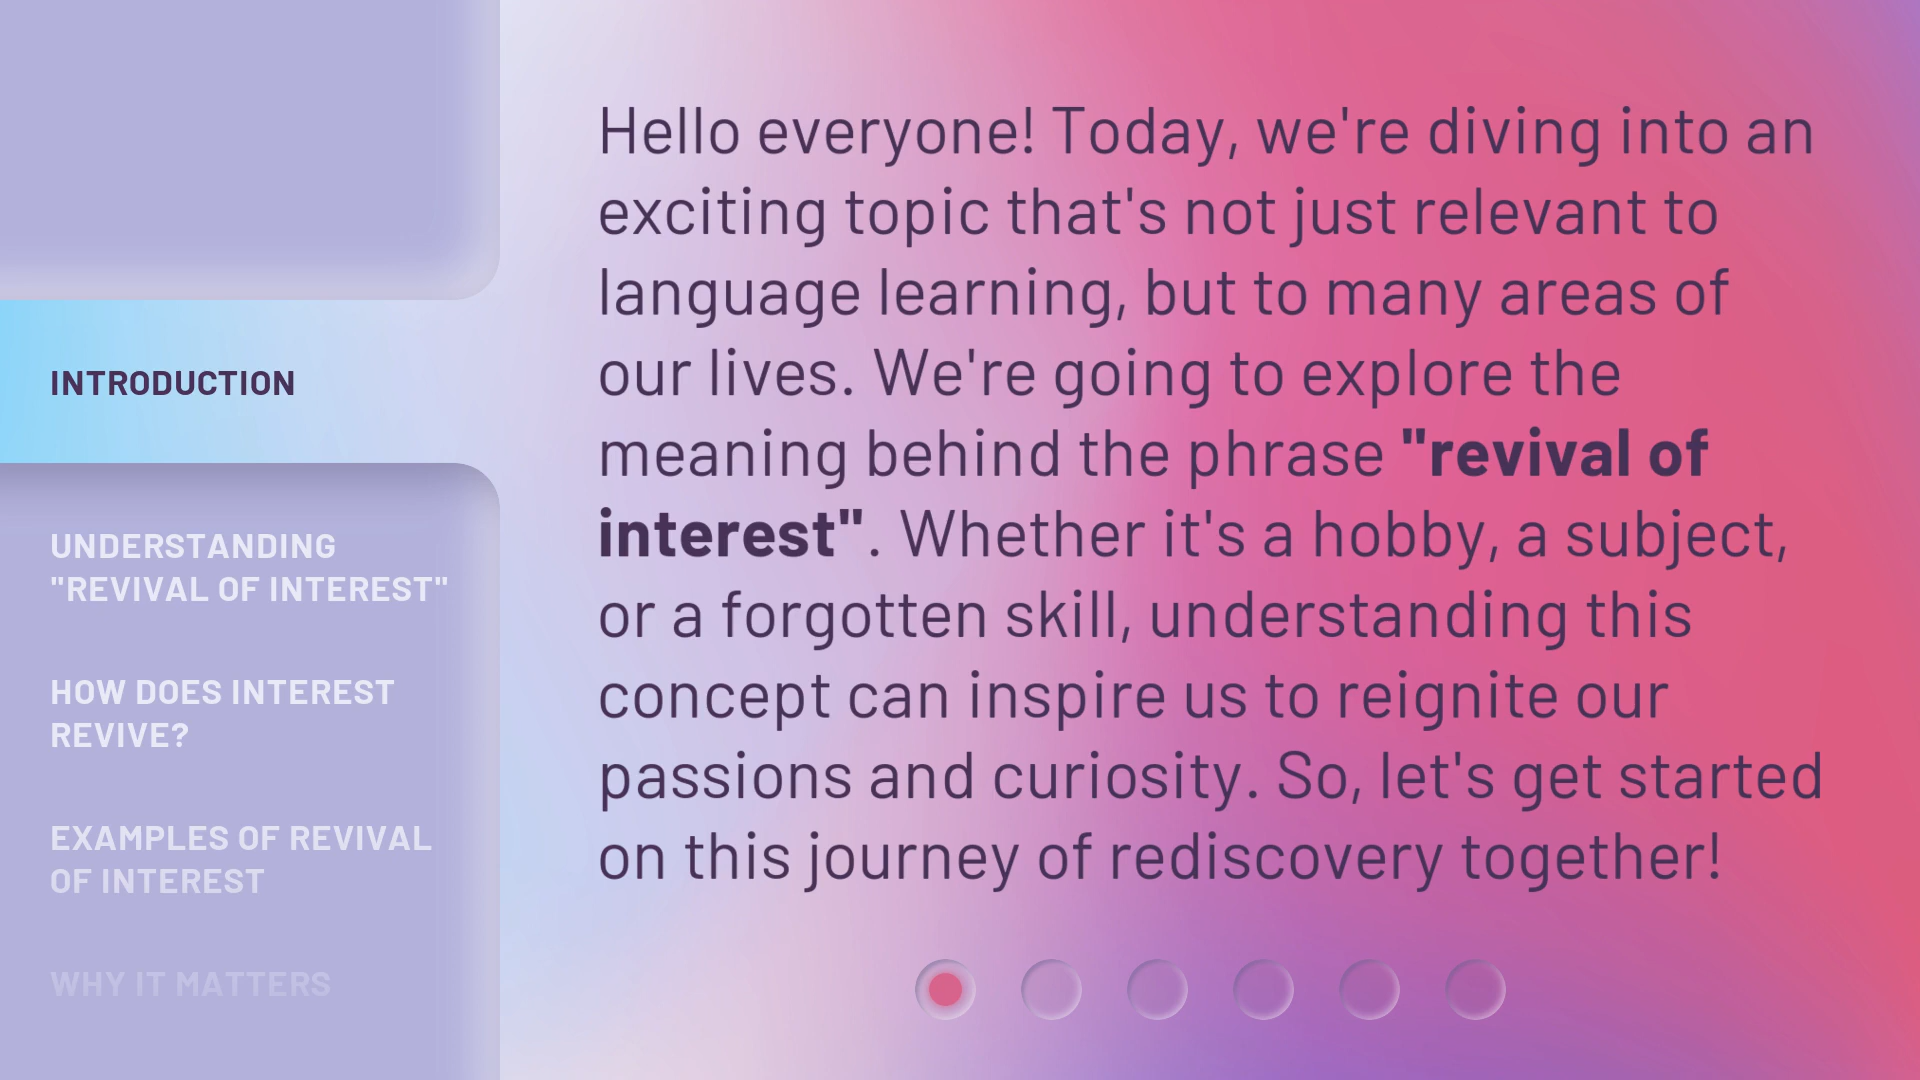 INTRODUCTION
UNDERSTANDING
"REVIVAL OF INTEREST"
HOW DOES INTEREST
REVIVE?
EXAMPLES OF REVIVAL
OF INTEREST
WHY IT MATTERS
Hello everyone! Today, we're diving into an
exciting topic that's not just relevant to
language learning, but to many areas of
our lives. We're going to explore the
meaning behind the phrase "revival of
interest". Whether it's a hobby, a subject,
or a forgotten skill, understanding this
concept can inspire us to reignite our
passions and curiosity. So, let's get started
on this journey of rediscovery together!